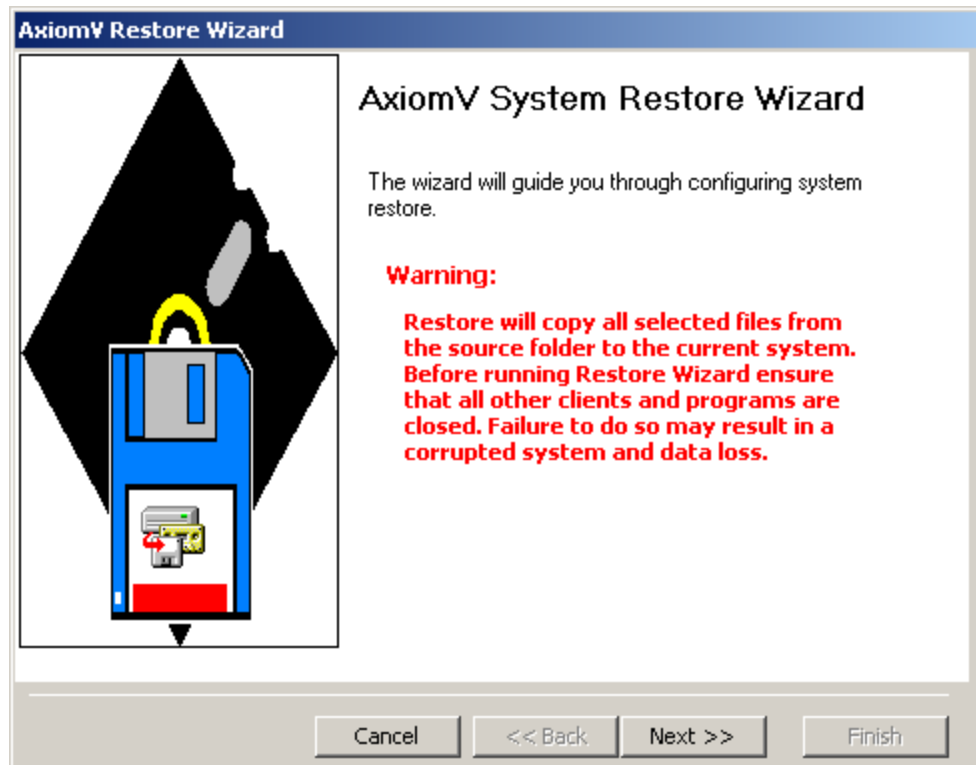 AxiomV Restore Wizard
AxiomV System Restore Wizard
The wizard will guide you through configuring system
restore.
Warning:
Restore will copy all selected files from
the source folder to the current system.
Before running Restore Wizard ensure
that all other clients and programs are
closed. Failure to do so may result in a
corrupted system and data loss.
Cancel
<< Back
Next >>
Finish